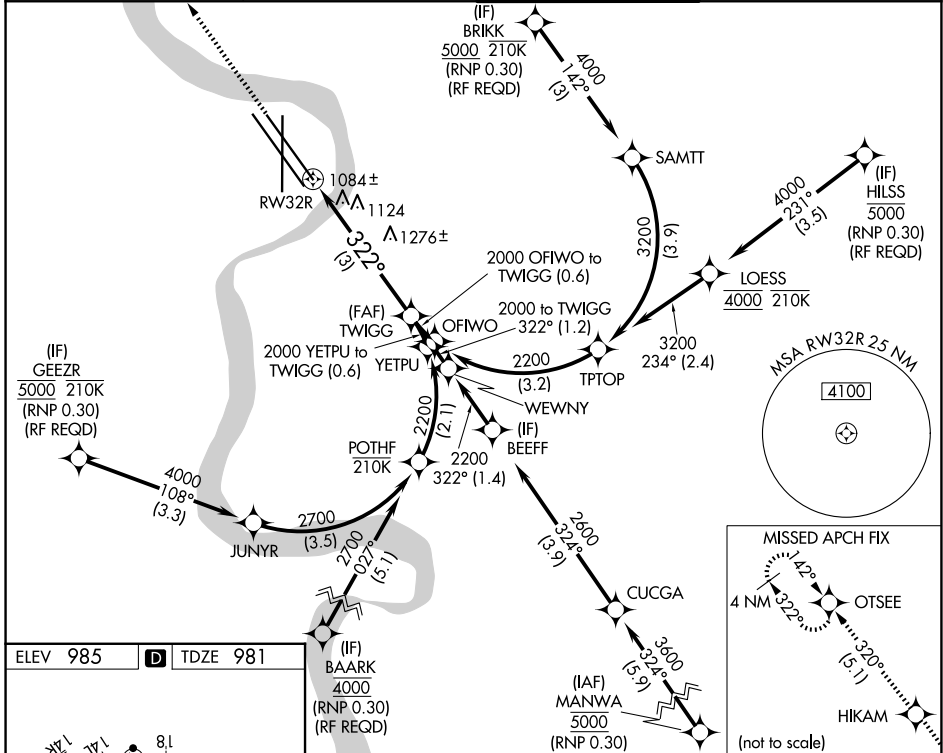 (IF)
BRIKK
5000 210K
(RNP 0.30)
(RF REQD)
4000
142°
(3)
SAMTT
(IF)
HILSS
5000
(RNP 0.30)
(RF REQD)
4000
231°
(3.5)
RW32R
1084±
1124
1276±
322°
(3)
3200
(3.9)
LOESS
4000 210K
2000 OFIWO to
TWIGG (0.6)
(FAF)
TWIGG
OFIWO
2000 to TWIGG
322° (1.2)
3200
234° (2.4)
2000 YETPU to
TWIGG (0.6)
YETPU
2200
(3.2)
TPTOP
WEWNY
MSA RW32R 25 NM
4100
(IF)
GEEZR
5000 210K
(RNP 0.30)
(RF REQD)
2200
(2.1)
(IF)
BEEFF
2200
322° (1.4)
POTHF
210K
4000
108°
(3.3)
2700
(3.5)
JUNYR
2700
027°
(5.1)
2600
324°
(3.9)
CUCGA
3600
324°
(5.9)
(IAF)
MANWA
5000
(RNP 0.30)
(IF)
BAARK
4000
(RNP 0.30)
(RF REQD)
MISSED APCH FIX
142°
4 NM
322°
OTSEE
320°
(5.1)
HIKAM
(not to scale)
ELEV 985
D
TDZE 981
14R
14L
18